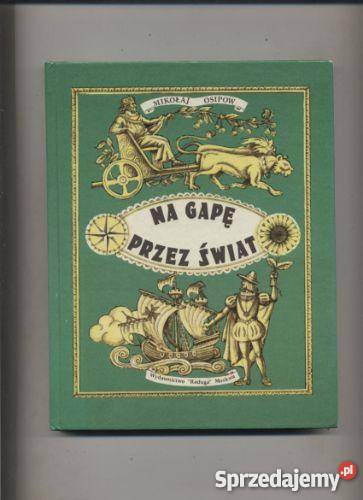 MIKOŁAJ OSIPOW
NA GAPĘ
PRZEZ ŚWIAT
Wydawnictwo "Raduga" Moskwa
Sprzedajemy.pl